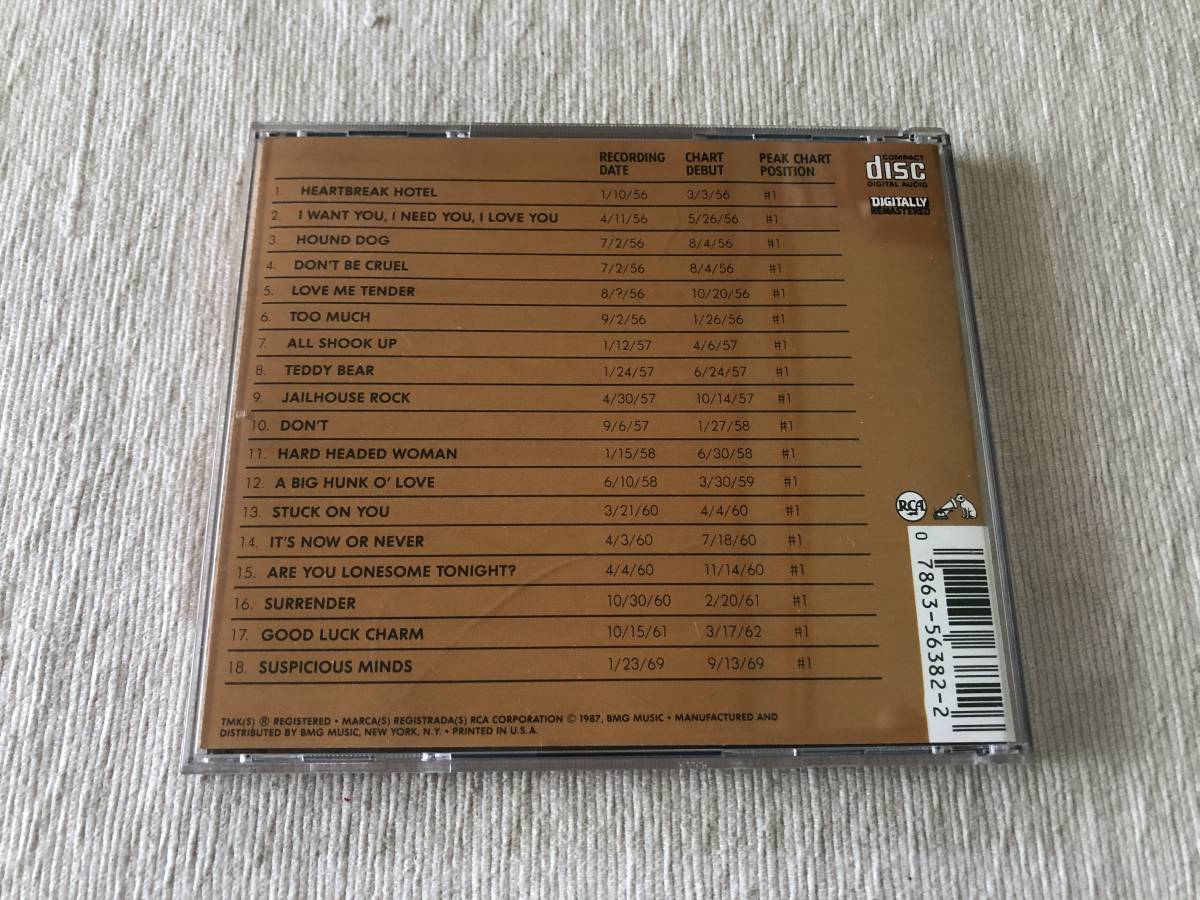 RECORDING DATE CHART DEBUT PEAK CHART POSITION
1. HEARTBREAK HOTEL 1/10/56 3/3/56 #1
2. I WANT YOU, I NEED YOU, I LOVE YOU 4/11/56 5/26/56 #1
3. HOUND DOG 7/2/56 8/4/56 #1
4. DON'T BE CRUEL 7/2/56 8/4/56 #1
5. LOVE ME TENDER 8/?/56 10/20/56 #1
6. TOO MUCH 9/2/56 1/26/56 #1
7. ALL SHOOK UP 1/12/57 4/6/57 #1
8. TEDDY BEAR 1/24/57 6/24/57 #1
9. JAILHOUSE ROCK 4/30/57 10/14/57 #1
10. DON'T 9/6/57 1/27/58 #1
11. HARD HEADED WOMAN 1/15/58 6/30/58 #1
12. A BIG HUNK O' LOVE 6/10/58 3/30/59 #1
13. STUCK ON YOU 3/21/60 4/4/60 #1
14. IT'S NOW OR NEVER 4/3/60 7/18/60 #1
15. ARE YOU LONESOME TONIGHT? 4/4/60 11/14/60 #1
16. SURRENDER 10/30/60 2/20/61 #1
17. GOOD LUCK CHARM 10/15/61 3/17/62 #1
18. SUSPICIOUS MINDS 1/23/69 9/13/69 #1
TMK(S) ® REGISTERED • MARCA(S) REGISTRADA(S) RCA CORPORATION © 1987, BMG MUSIC • MANUFACTURED AND
DISTRIBUTED BY BMG MUSIC, NEW YORK, N.Y. • PRINTED IN U.S.A.
COMPACT
disc
DIGITAL AUDIO
DIGITALLY
REMASTERED
RCA
0 7863-56382-2